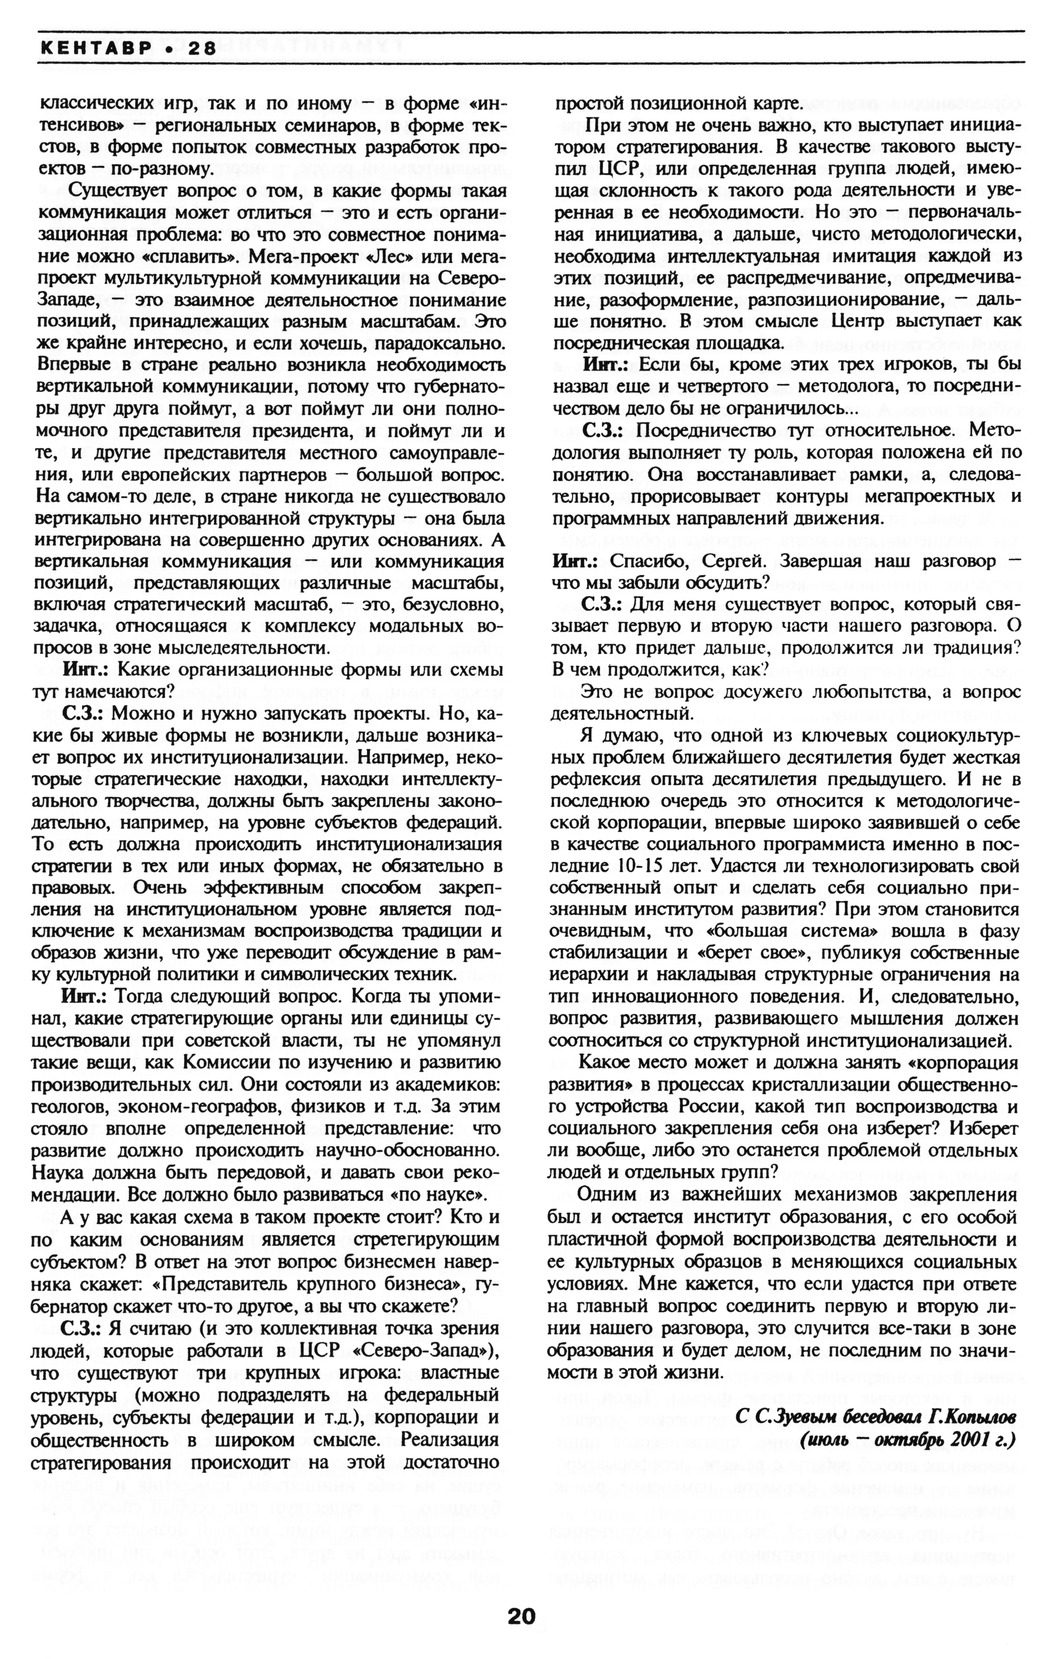 КЕНТАВР • 28
классических игр, так и по иному — в форме «ин-
тенсивов» — региональных семинаров, в форме тек-
стов, в форме попыток совместных разработок про-
ектов — по-разному.
Существует вопрос о том, в какие формы такая
коммуникация может отлиться — это и есть органи-
зационная проблема: во что это совместное понима-
ние можно «сплавить». Мега-проект «Лес» или мега-
проект мультикультурной коммуникации на Северо-
Западе, — это взаимное деятельностное понимание
позиций, принадлежащих разным масштабам. Это
же крайне интересно, и если хочешь, парадоксально.
Впервые в стране реально возникла необходимость
вертикальной коммуникации, потому что губернато-
ры друг друга поймут, а вот поймут ли они полно-
мочного представителя президента, и поймут ли и
те, и другие представителя местного самоуправле-
ния, или европейских партнеров — большой вопрос.
На самом-то деле, в стране никогда не существовало
вертикально интегрированной структуры — она была
интегрирована на совершенно других основаниях. А
вертикальная коммуникация — или коммуникация
позиций, представляющих различные масштабы,
включая стратегический масштаб, — это, безусловно,
задачка, относящаяся к комплексу модальных во-
просов в зоне мыследеятельности.
Инт.: Какие организационные формы или схемы
тут намечаются?
С.З.: Можно и нужно запускать проекты. Но, ка-
кие бы живые формы не возникли, дальше возника-
ет вопрос их институционализации. Например, неко-
торые стратегические находки, находки интеллекту-
ального творчества, должны быть закреплены законо-
дательно, например, на уровне субъектов федераций.
То есть должна происходить институционализация
стратегии в тех или иных формах, не обязательно в
правовых. Очень эффективным способом закреп-
ления на институциональном уровне является под-
ключение к механизмам воспроизводства традиции и
образов жизни, что уже переводит обсуждение в рам-
ку культурной политики и символических техник.
Инт.: Тогда следующий вопрос. Когда ты упоми-
нал, какие стратегирующие органы или единицы су-
ществовали при советской власти, ты не упомянул
такие вещи, как Комиссии по изучению и развитию
производительных сил. Они состояли из академиков:
геологов, эконом-географов, физиков и т.д. За этим
стояло вполне определенной представление: что
развитие должно происходить научно-обоснованно.
Наука должна быть передовой, и давать свои реко-
мендации. Все должно было развиваться «по науке».
А у вас какая схема в таком проекте стоит? Кто и
по каким основаниям является стретегирующим
субъектом? В ответ на этот вопрос бизнесмен навер-
няка скажет: «Представитель крупного бизнеса», гу-
бернатор скажет что-то другое, а вы что скажете?
С.З.: Я считаю (и это коллективная точка зрения
людей, которые работали в ЦСР «Северо-Запад»),
что существуют три крупных игрока: властные
структуры (можно подразделять на федеральный
уровень, субъекты федерации и т.д.), корпорации и
общественность в широком смысле. Реализация
стратегирования происходит на этой достаточно
простой позиционной карте.
При этом не очень важно, кто выступает инициа-
тором стратегирования. В качестве такового высту-
пил ЦСР, или определенная группа людей, имею-
щая склонность к такого рода деятельности и уве-
ренная в ее необходимости. Но это — первоначаль-
ная инициатива, а дальше, чисто методологически,
необходима интеллектуальная имитация каждой из
этих позиций, ее распредмечивание, опредмечива-
ние, разоформление, разпозиционирование, — даль-
ше понятно. В этом смысле Центр выступает как
посредническая площадка.
Инт.: Если бы, кроме этих трех игроков, ты бы
назвал еще и четвертого — методолога, то посредни-
чеством дело бы не ограничилось...
С.З.: Посредничество тут относительное. Мето-
дология выполняет ту роль, которая положена ей по
понятию. Она восстанавливает рамки, а, следова-
тельно, прорисовывает контуры мегапроектных и
программных направлений движения.
Инт.: Спасибо, Сергей. Завершая наш разговор —
что мы забыли обсудить?
С.З.: Для меня существует вопрос, который свя-
зывает первую и вторую части нашего разговора. О
том, кто придет дальше, продолжится ли традиция?
В чем продолжится, как?
Это не вопрос досужего любопытства, а вопрос
деятельностный.
Я думаю, что одной из ключевых социокультур-
ных проблем ближайшего десятилетия будет жесткая
рефлексия опыта десятилетия предыдущего. И не в
последнюю очередь это относится к методологиче-
ской корпорации, впервые широко заявившей о себе
в качестве социального программиста именно в пос-
ледние 10-15 лет. Удастся ли технологизировать свой
собственный опыт и сделать себя социально при-
знанным институтом развития? При этом становится
очевидным, что «большая система» вошла в фазу
стабилизации и «берет свое», публикуя собственные
иерархии и накладывая структурные ограничения на
тип инновационного поведения. И, следовательно,
вопрос развития, развивающего мышления должен
соотноситься со структурной институционализацией.
Какое место может и должна занять «корпорация
развития» в процессах кристаллизации общественно-
го устройства России, какой тип воспроизводства и
социального закрепления себя она изберет? Изберет
ли вообще, либо это останется проблемой отдельных
людей и отдельных групп?
Одним из важнейших механизмов закрепления
был и остается институт образования, с его особой
пластичной формой воспроизводства деятельности и
ее культурных образцов в меняющихся социальных
условиях. Мне кажется, что если удастся при ответе
на главный вопрос соединить первую и вторую ли-
нии нашего разговора, это случится все-таки в зоне
образования и будет делом, не последним по значи-
мости в этой жизни.
С С.Зуевым беседовал Г.Копылов
(июль — октябрь 2001 г.)
20